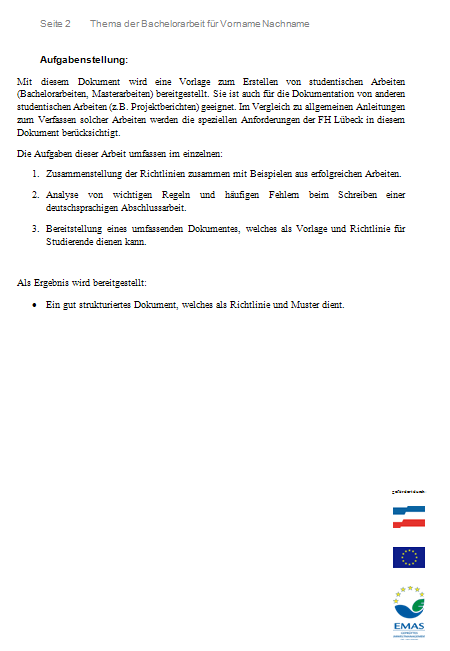 Seite 2 Thema der Bachelorarbeit für Vorname Nachname
Aufgabenstellung:
Mit diesem Dokument wird eine Vorlage zum Erstellen von studentischen Arbeiten
(Bachelorarbeiten, Masterarbeiten) bereitgestellt. Sie ist auch für die Dokumentation von anderen
studentischen Arbeiten (z.B. Projektberichten) geeignet. Im Vergleich zu allgemeinen Anleitungen
zum Verfassen solcher Arbeiten werden die speziellen Anforderungen der FH Lübeck in diesem
Dokument berücksichtigt.
Die Aufgaben dieser Arbeit umfassen im einzelnen:
1. Zusammenstellung der Richtlinien zusammen mit Beispielen aus erfolgreichen Arbeiten.
2. Analyse von wichtigen Regeln und häufigen Fehlern beim Schreiben einer
deutschsprachigen Abschlussarbeit.
3. Bereitstellung eines umfassenden Dokumentes, welches als Vorlage und Richtlinie für
Studierende dienen kann.
Als Ergebnis wird bereitgestellt:
• Ein gut strukturiertes Dokument, welches als Richtlinie und Muster dient.
gefördert durch
EMAS